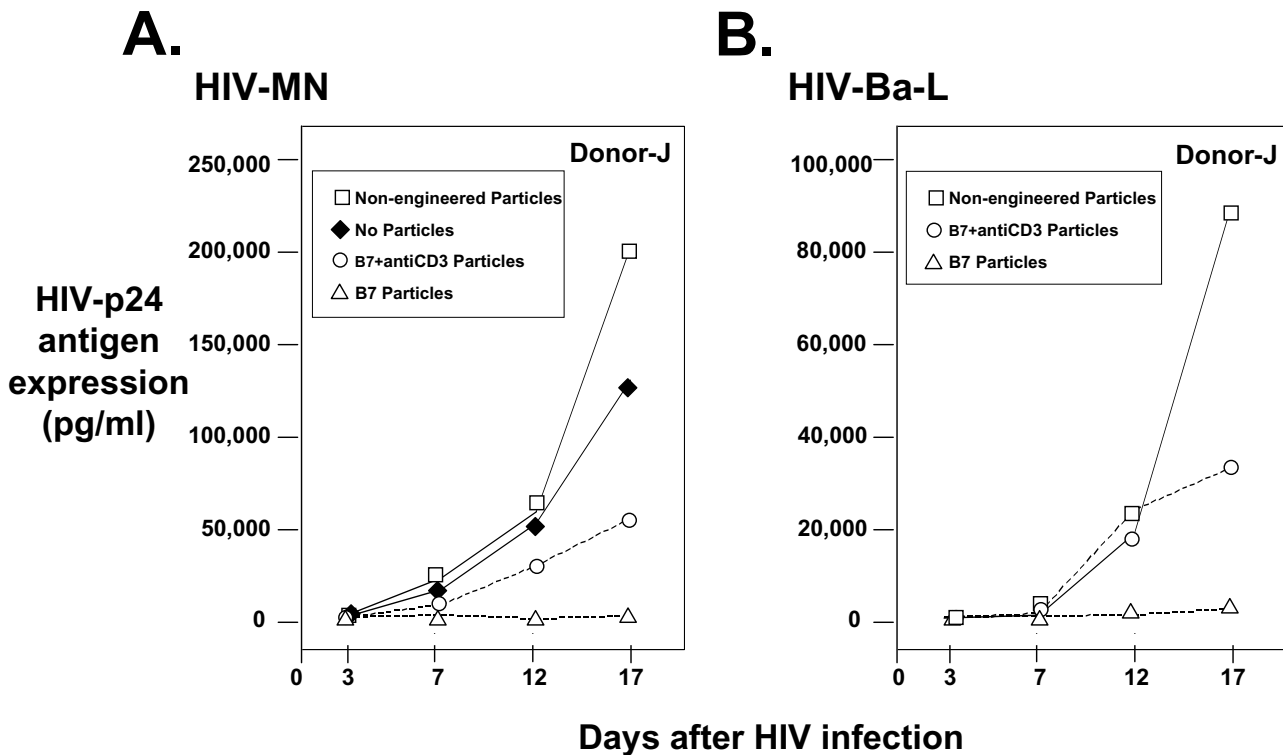 A.
HIV-MN
Donor-J
250,000
200,000
150,000
100,000
50,000
0
Non-engineered Particles
No Particles
B7+antiCD3 Particles
B7 Particles
HIV-p24
antigen
expression
(pg/ml)
0 3 7 12 17
B.
HIV-Ba-L
Donor-J
100,000
80,000
60,000
40,000
20,000
0
Non-engineered Particles
B7+antiCD3 Particles
B7 Particles
0 3 7 12 17
Days after HIV infection